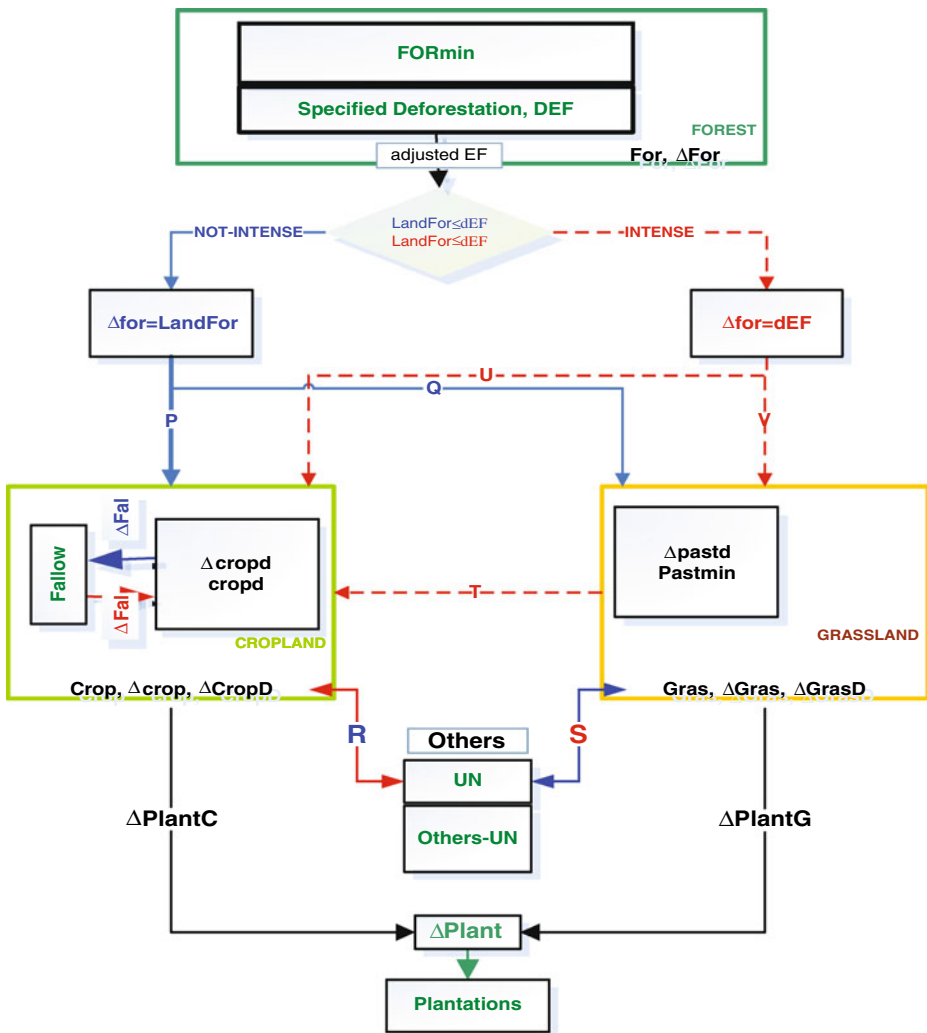 FORmin
Specified Deforestation, DEF
FOREST
adjusted EF
For, ΔFor
LandFor≤dEF
LandFor≤dEF
NOT-INTENSE
INTENSE
Δfor=LandFor
Δfor=dEF
U
Q
P
V
ΔFal
Fallow
Δcropd
cropd
ΔFal
CROPLAND
Crop, Δcrop, ΔCropD
T
Δpastd
Pastmin
GRASSLAND
Gras, ΔGras, ΔGrasD
R
Others
S
UN
Others-UN
ΔPlantC
ΔPlantG
ΔPlant
Plantations